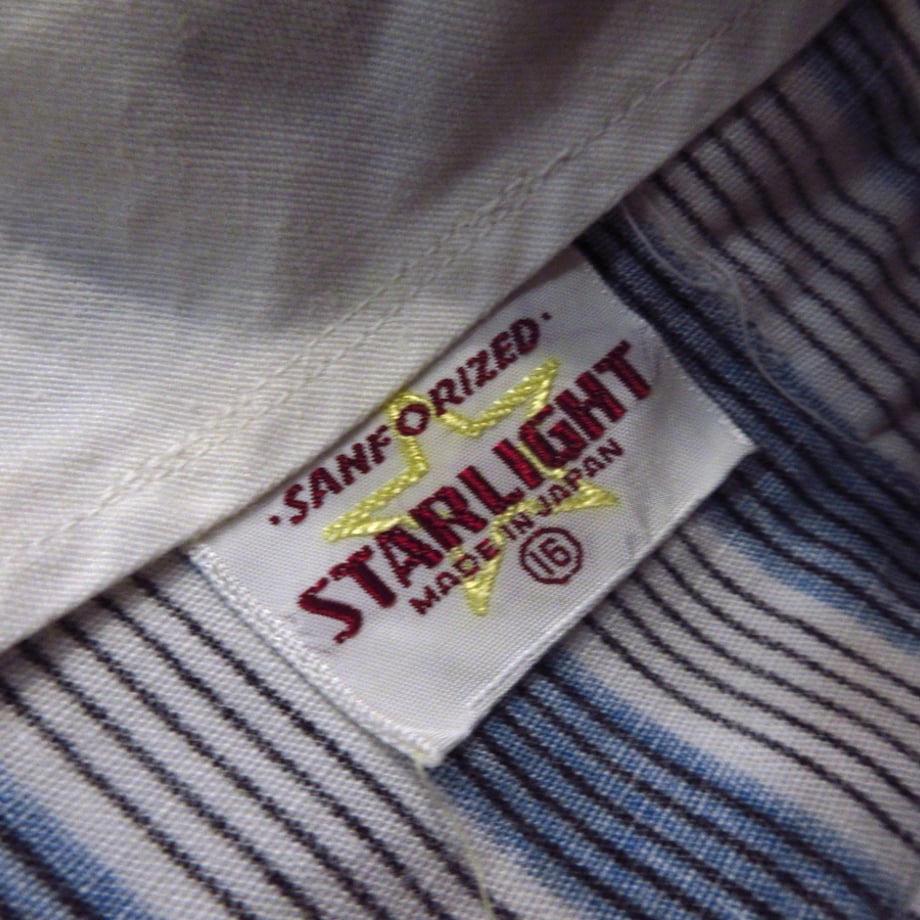 ·SANFORIZED·
STARLIGHT
MADE IN JAPAN
16